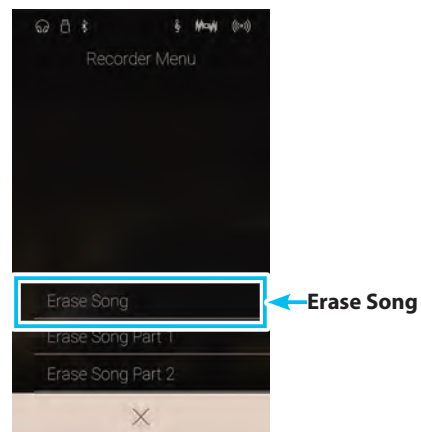 Recorder Menu
Erase Song
Erase Song
Erase Song Part 1
Erase Song Part 2